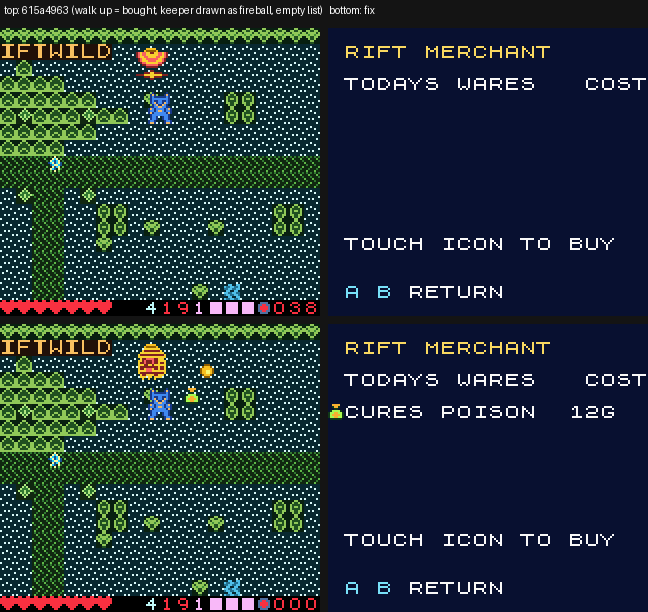 top: 615a4963 (walk up = bought, keeper drawn as fireball, empty list) bottom: fix
IFTWILD
4191 038
RIFT MERCHANT
TODAYS WARES COST
TOUCH ICON TO BUY
A B RETURN
IFTWILD
4191 000
RIFT MERCHANT
TODAYS WARES COST
CURES POISON 12G
TOUCH ICON TO BUY
A B RETURN